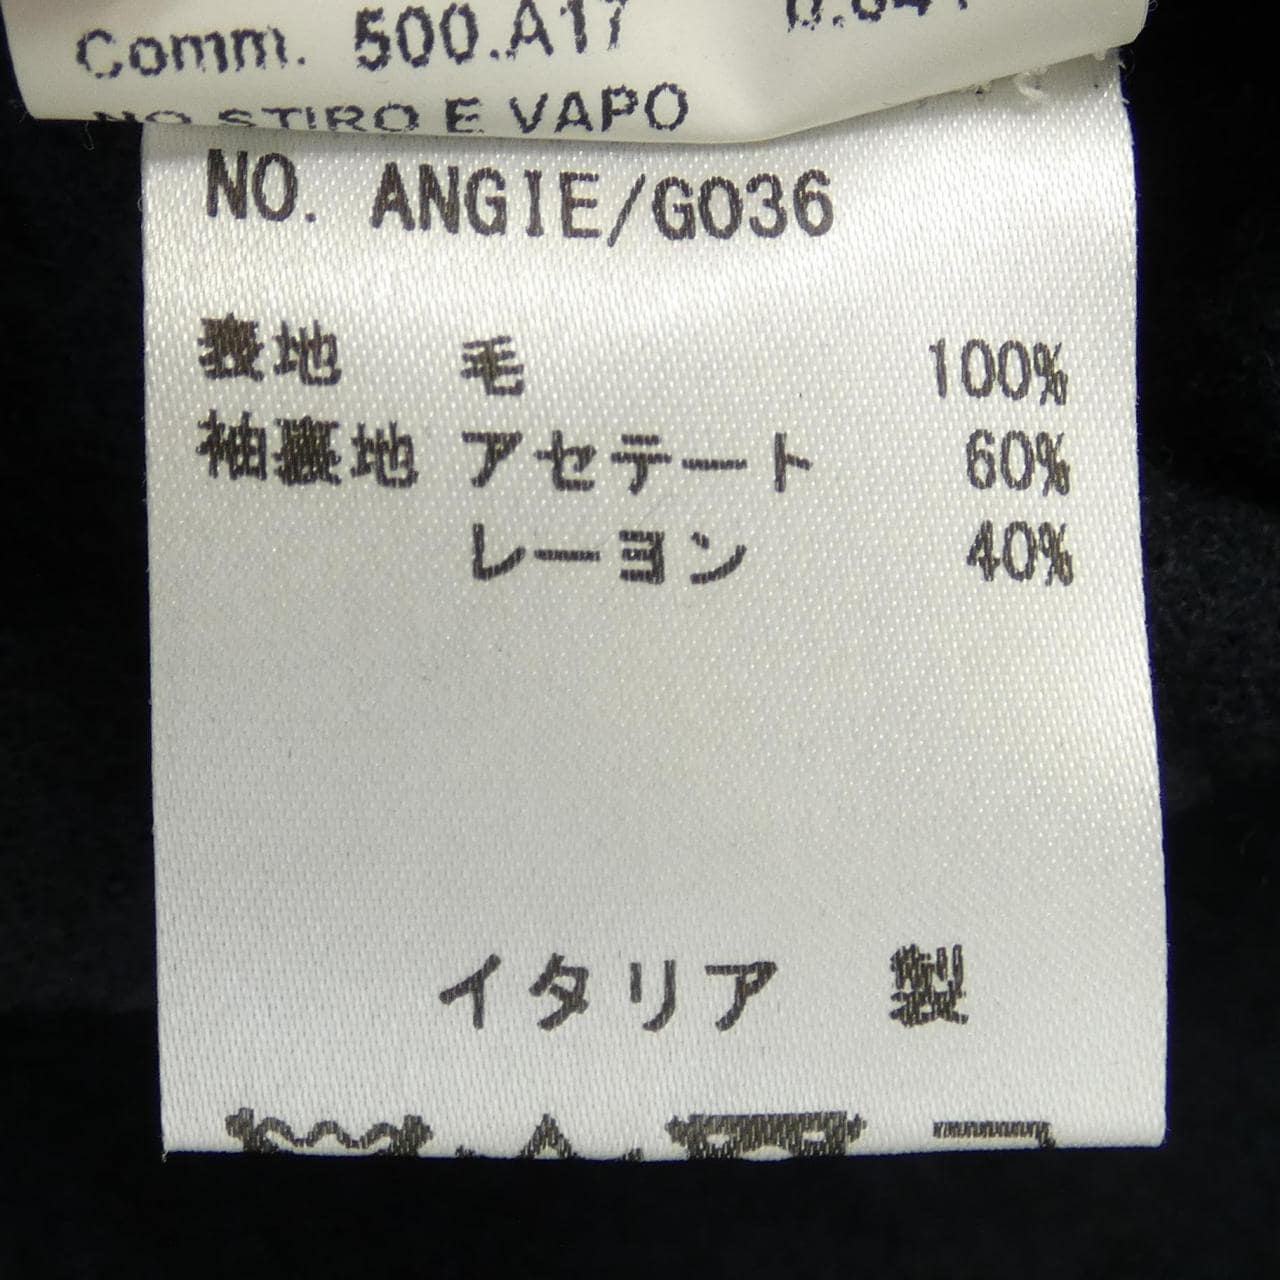 Comm. 500.A17
NO STIRO E VAPO
NO. ANGIE/GO36
表地 毛 100%
袖裏地 アセテート 60%
レーヨン 40%
イタリア 製